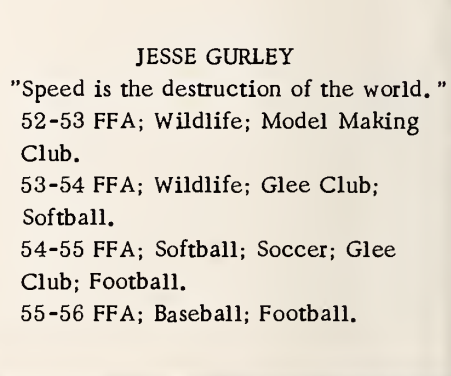 JESSE GURLEY
"Speed is the destruction of the world."
52-53 FFA; Wildlife; Model Making
Club.
53-54 FFA; Wildlife; Glee Club;
Softball.
54-55 FFA; Softball; Soccer; Glee
Club; Football.
55-56 FFA; Baseball; Football.